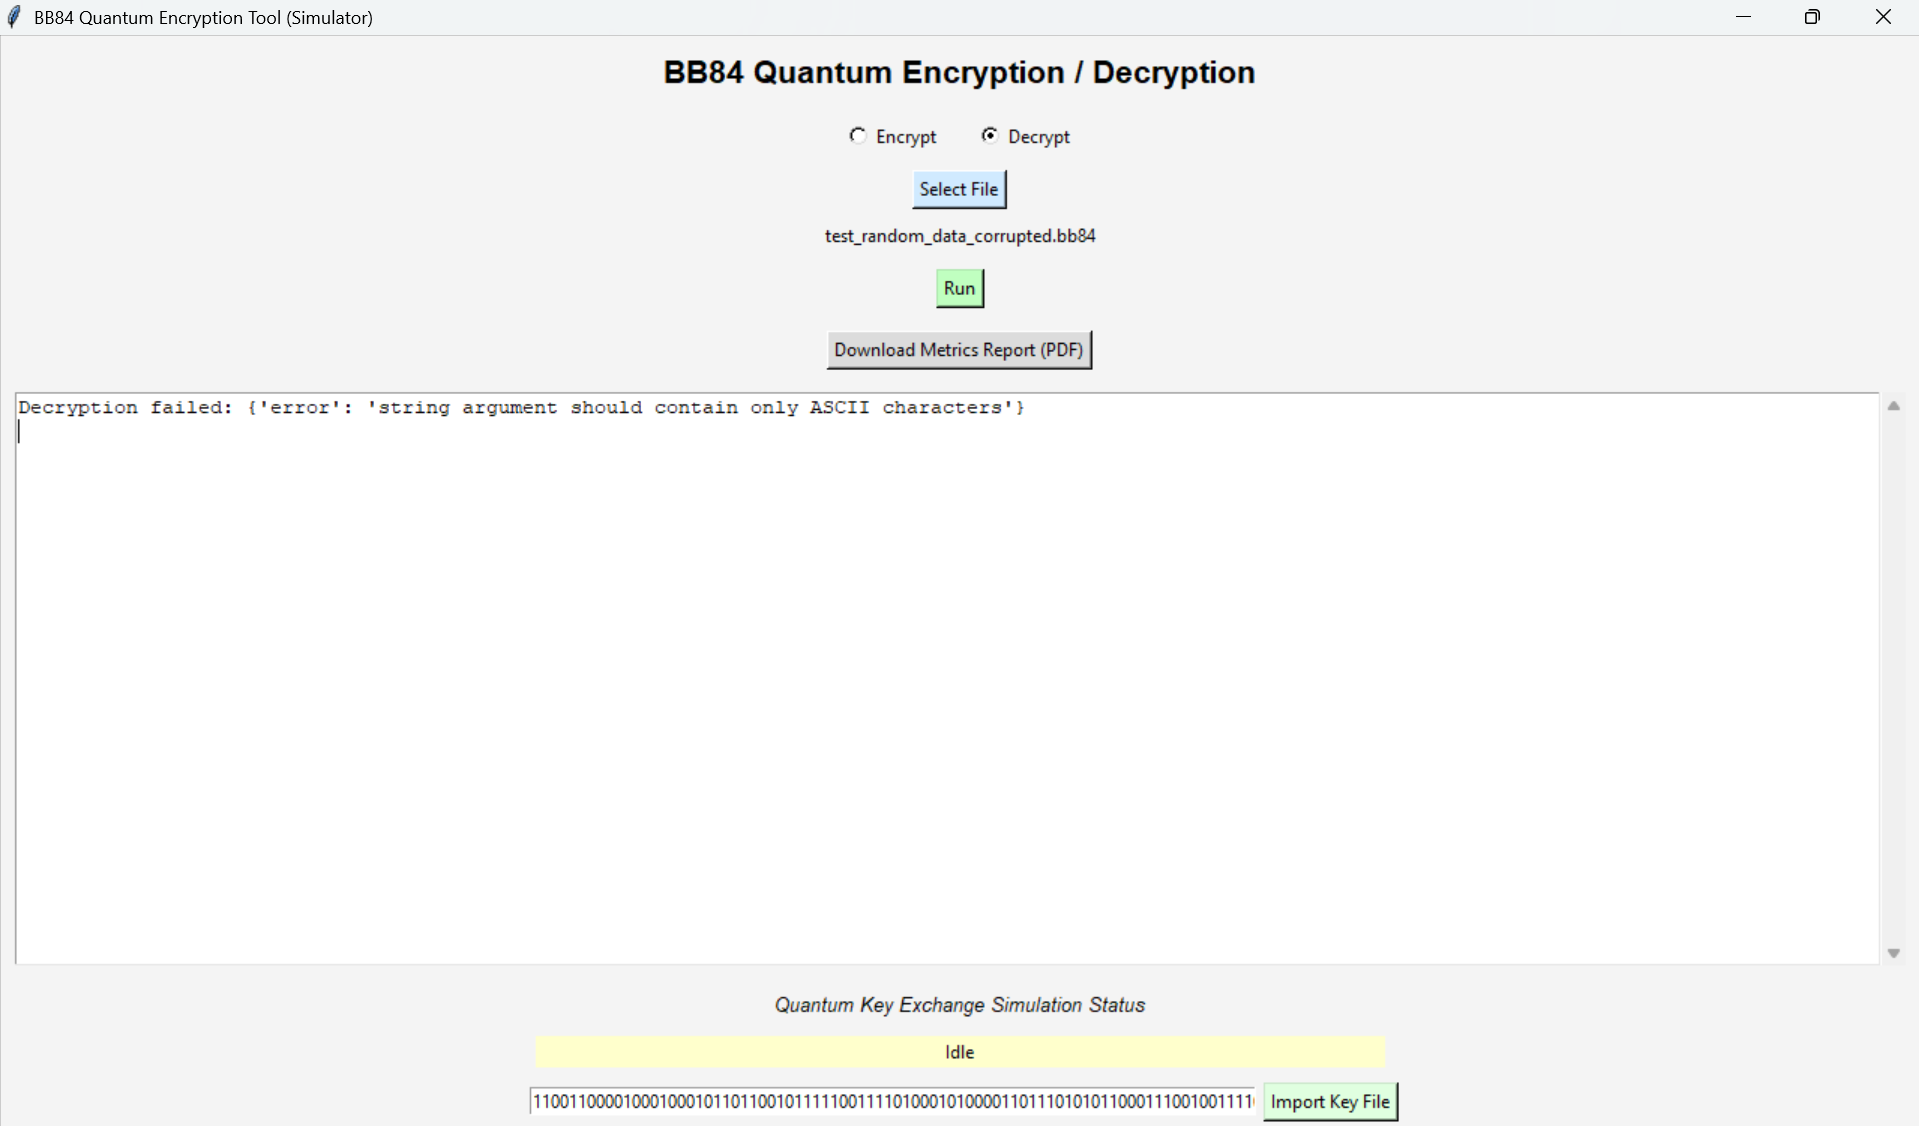 BB84 Quantum Encryption Tool (Simulator)
BB84 Quantum Encryption / Decryption
Encrypt Decrypt
Select File
test_random_data_corrupted.bb84
Run
Download Metrics Report (PDF)
Decryption failed: {'error': 'string argument should contain only ASCII characters'}
Quantum Key Exchange Simulation Status
Idle
Import Key File